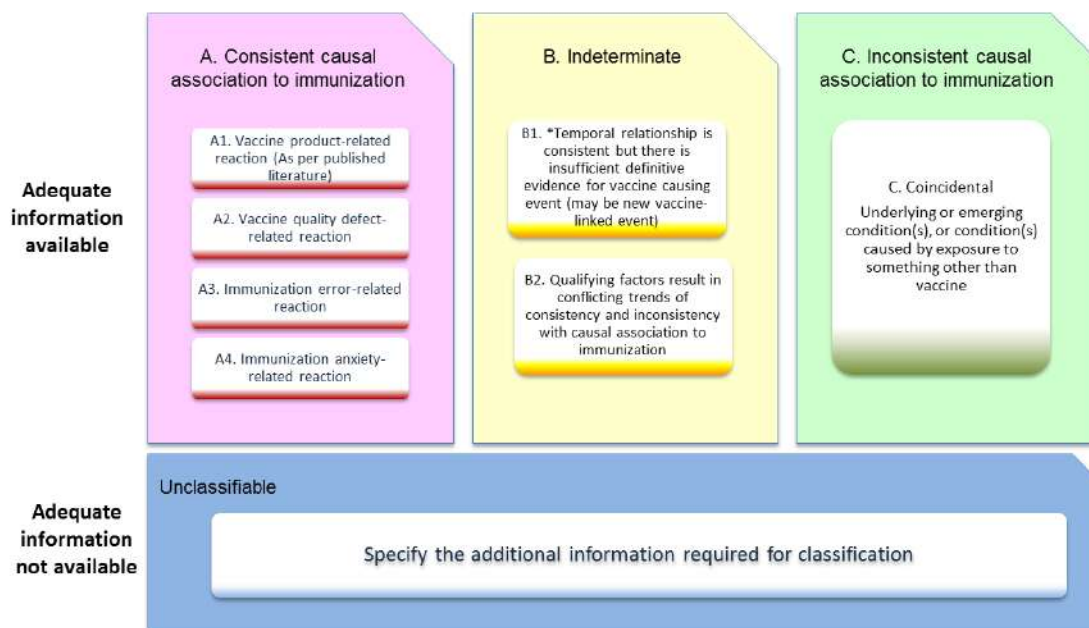 A. Consistent causal
association to immunization
A1. Vaccine product-related
reaction (As per published
literature)
A2. Vaccine quality defect-
related reaction
A3. Immunization error-related
reaction
A4. Immunization anxiety-
related reaction
B. Indeterminate
B1. *Temporal relationship is
consistent but there is
insufficient definitive
evidence for vaccine causing
event (may be new vaccine-
linked event)
B2. Qualifying factors result in
conflicting trends of
consistency and inconsistency
with causal association to
immunization
C. Inconsistent causal
association to immunization
C. Coincidental
Underlying or emerging
condition(s), or condition(s)
caused by exposure to
something other than
vaccine
Adequate
information
available
Unclassifiable
Specify the additional information required for classification
Adequate
information
not available